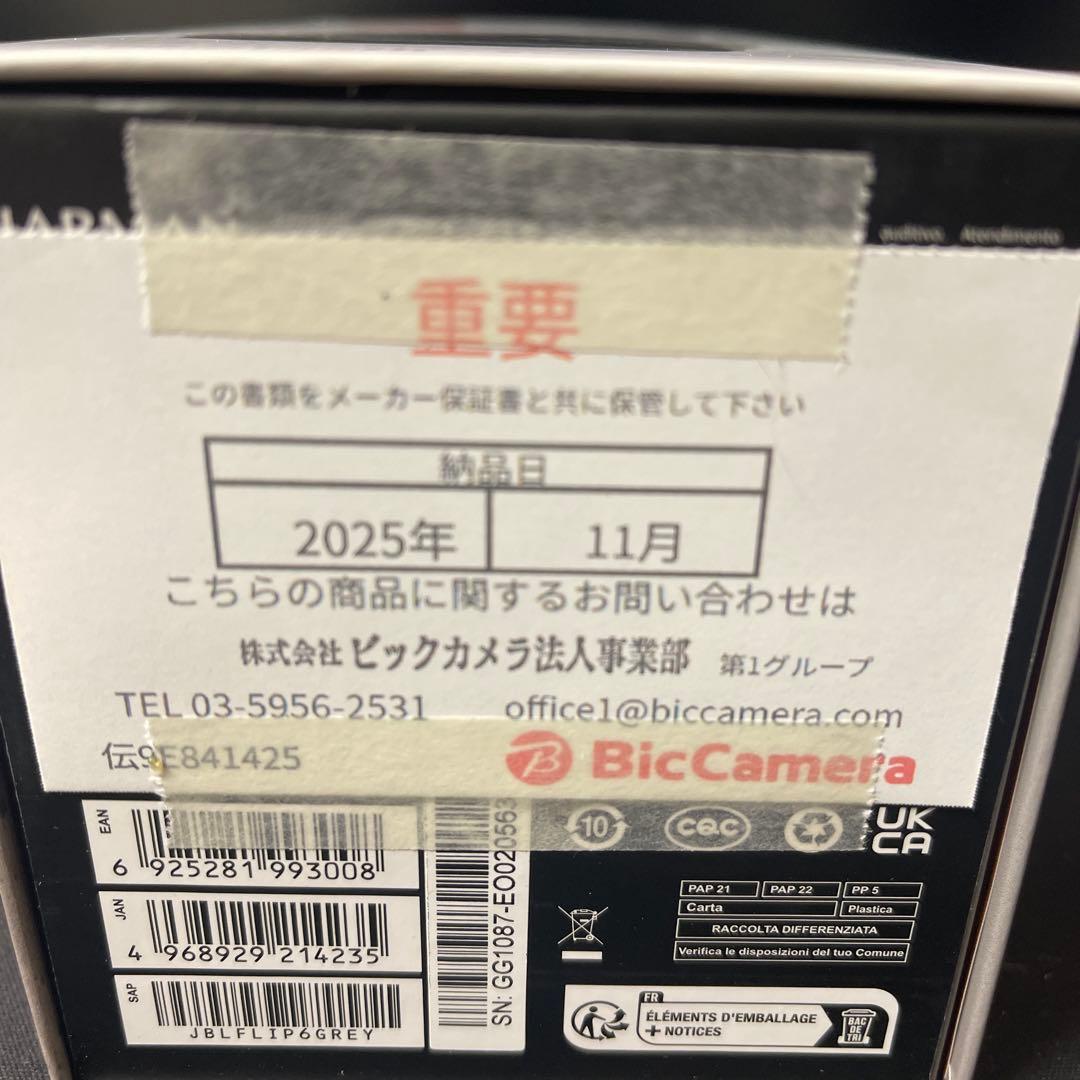 HARMAN
auditivo Atendimento
重要
この書類をメーカー保証書と共に保管して下さい
納品日
2025年 11月
こちらの商品に関するお問い合わせは
株式会社ビックカメラ法人事業部 第1グループ
TEL 03-5956-2531 office1@biccamera.com
伝9E841425 B BicCamera
EAN
6 925281 993008
JAN
4 968929 214235
SAP
JBLFLIP6GREY
SN: GG1087-EO0020563
10 CQC UK CA
PAP 21 PAP 22 PP 5
Carta Plastica
RACCOLTA DIFFERENZIATA
Verifica le disposizioni del tuo Comune
FR
ÉLÉMENTS D'EMBALLAGE
+ NOTICES
BAC DE TRI